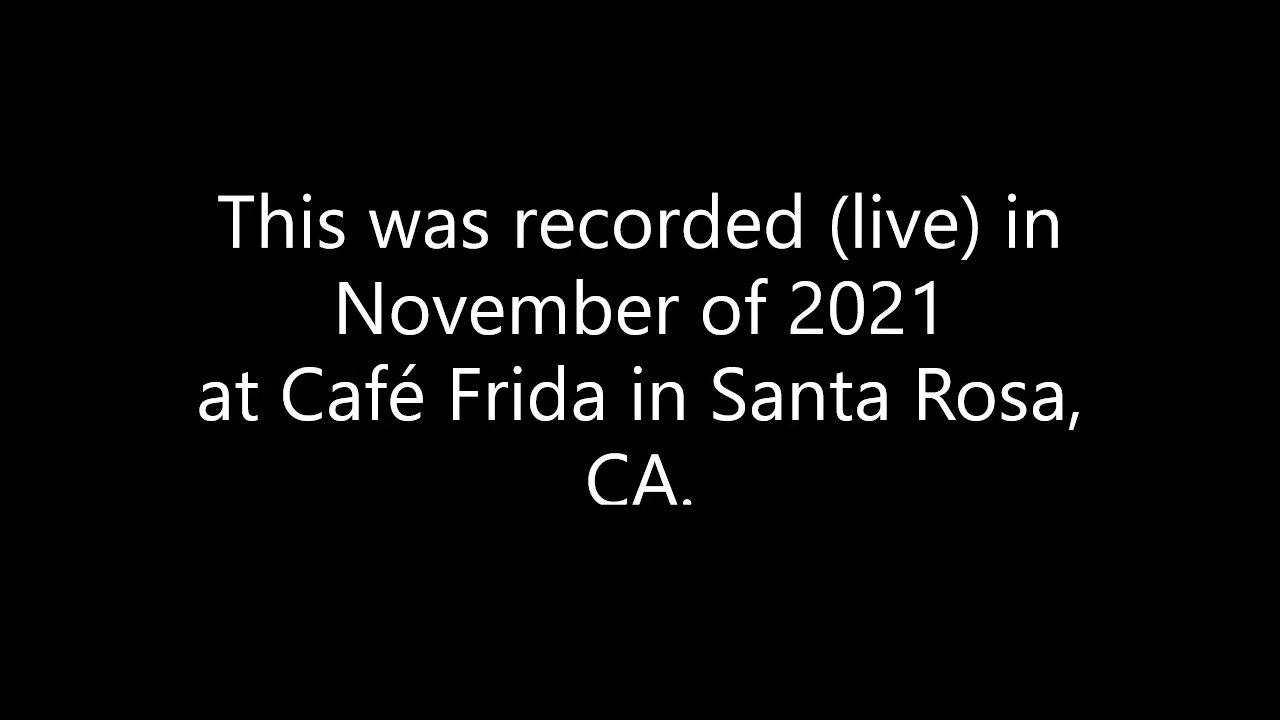 This was recorded (live) in
November of 2021
at Café Frida in Santa Rosa,
CA.